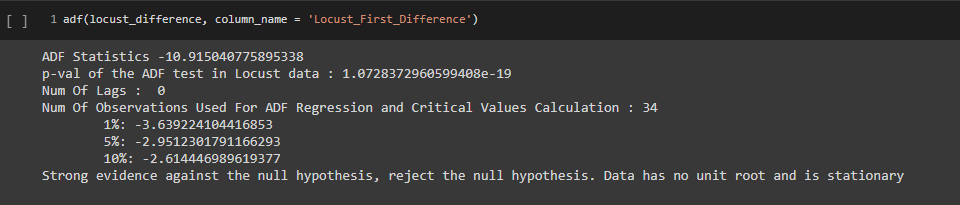 [ ] 1 adf(locust_difference, column_name = 'Locust_First_Difference')
ADF Statistics -10.915040775895338
p-val of the ADF test in Locust data : 1.0728372960599408e-19
Num Of Lags :  0
Num Of Observations Used For ADF Regression and Critical Values Calculation : 34
1%: -3.639224104416853
5%: -2.9512301791166293
10%: -2.614446989619377
Strong evidence against the null hypothesis, reject the null hypothesis. Data has no unit root and is stationary